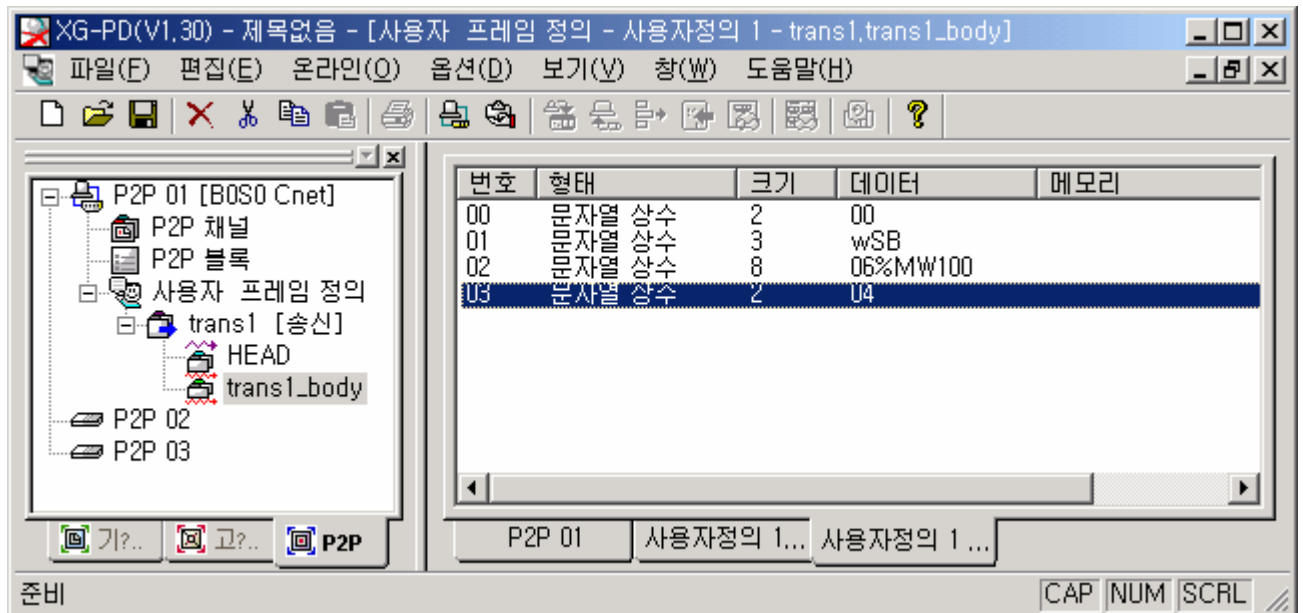 XG-PD(V1,30) - 제목없음 - [사용자 프레임 정의 - 사용자정의 1 - trans1,trans1_body]
파일(F) 편집(E) 온라인(O) 옵션(D) 보기(V) 창(W) 도움말(H)
P2P 01 [B0S0 Cnet]
P2P 채널
P2P 블록
사용자 프레임 정의
trans1 [송신]
HEAD
trans1_body
P2P 02
P2P 03
기?.. 고?.. P2P
번호 형태 크기 데이터 메모리
00 문자열 상수 2 00
01 문자열 상수 3 wSB
02 문자열 상수 8 06%MW100
03 문자열 상수 2 04
P2P 01 사용자정의 1... 사용자정의 1 ...
준비 CAP NUM SCRL